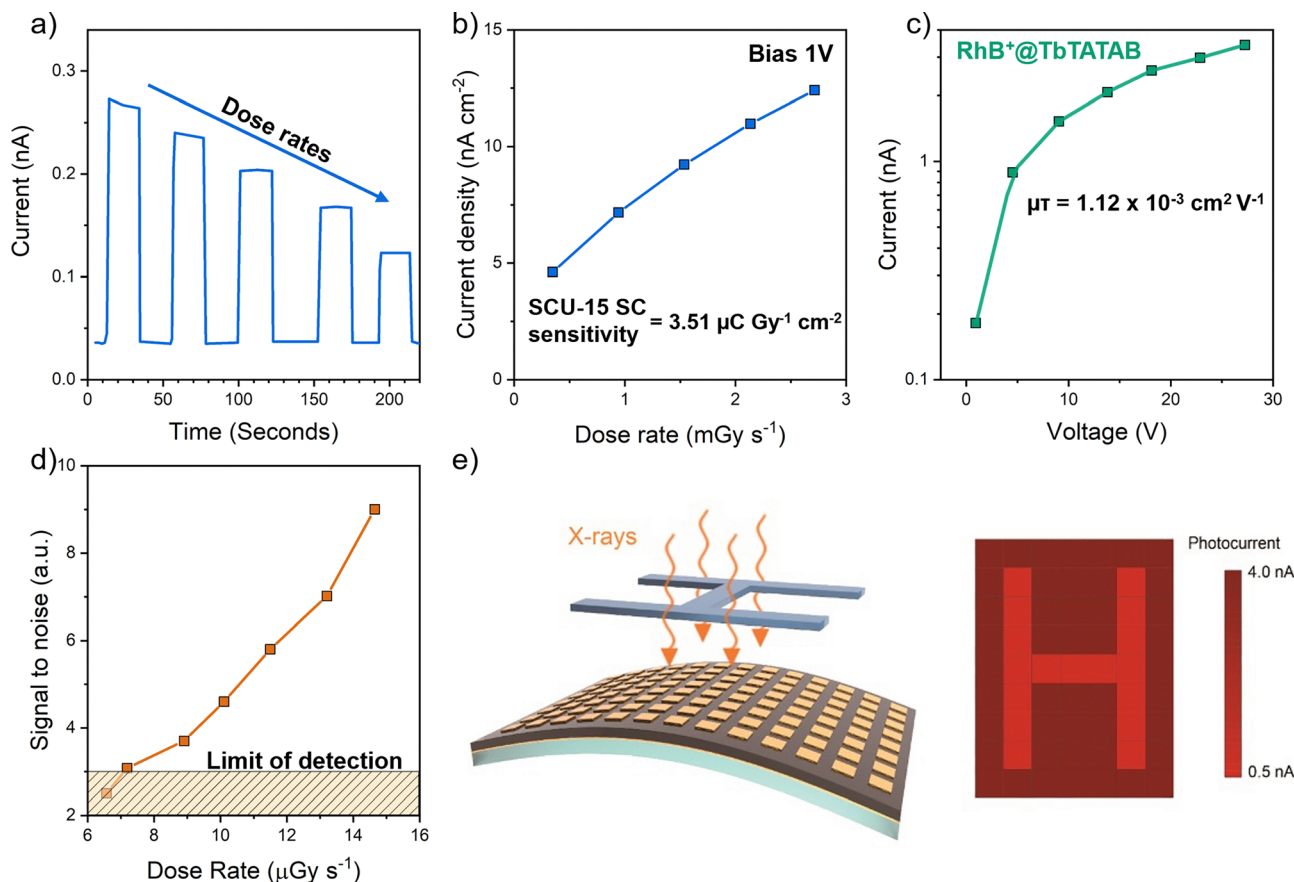 a)
Current (nA)
0.3
0.2
0.1
0.0
Dose rates
0
50
100
150
200
Time (Seconds)
b)
Current density (nA cm⁻²)
15
10
5
0
Bias 1V
SCU-15 SC
sensitivity = 3.51 µC Gy⁻¹ cm⁻²
0
1
2
3
Dose rate (mGy s⁻¹)
c)
Current (nA)
1
0.1
RhB⁺@TbTATAB
μτ = 1.12 x 10⁻³ cm² V⁻¹
0
10
20
30
Voltage (V)
d)
Signal to noise (a.u.)
10
8
6
4
2
Limit of detection
6
8
10
12
14
16
Dose Rate (μGy s⁻¹)
e)
X-rays
Photocurrent
4.0 nA
0.5 nA
H